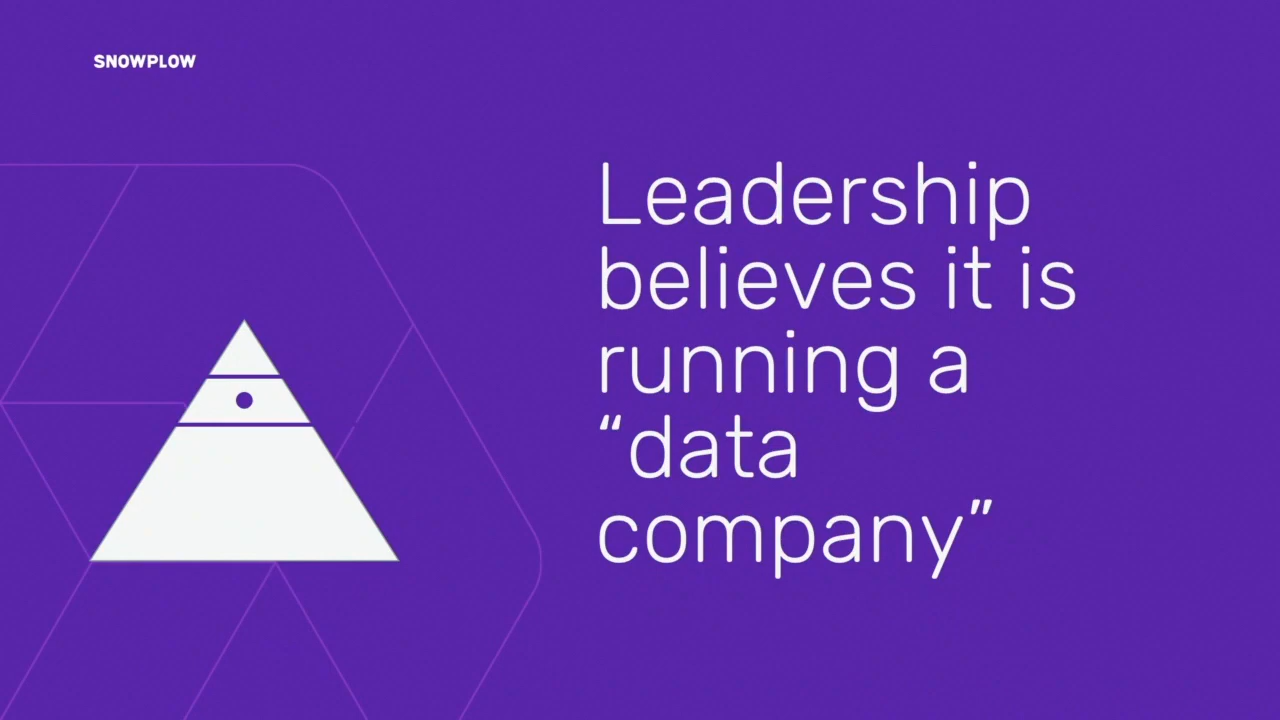 SNOWPLOW
Leadership
believes it is
running a
“data
company”